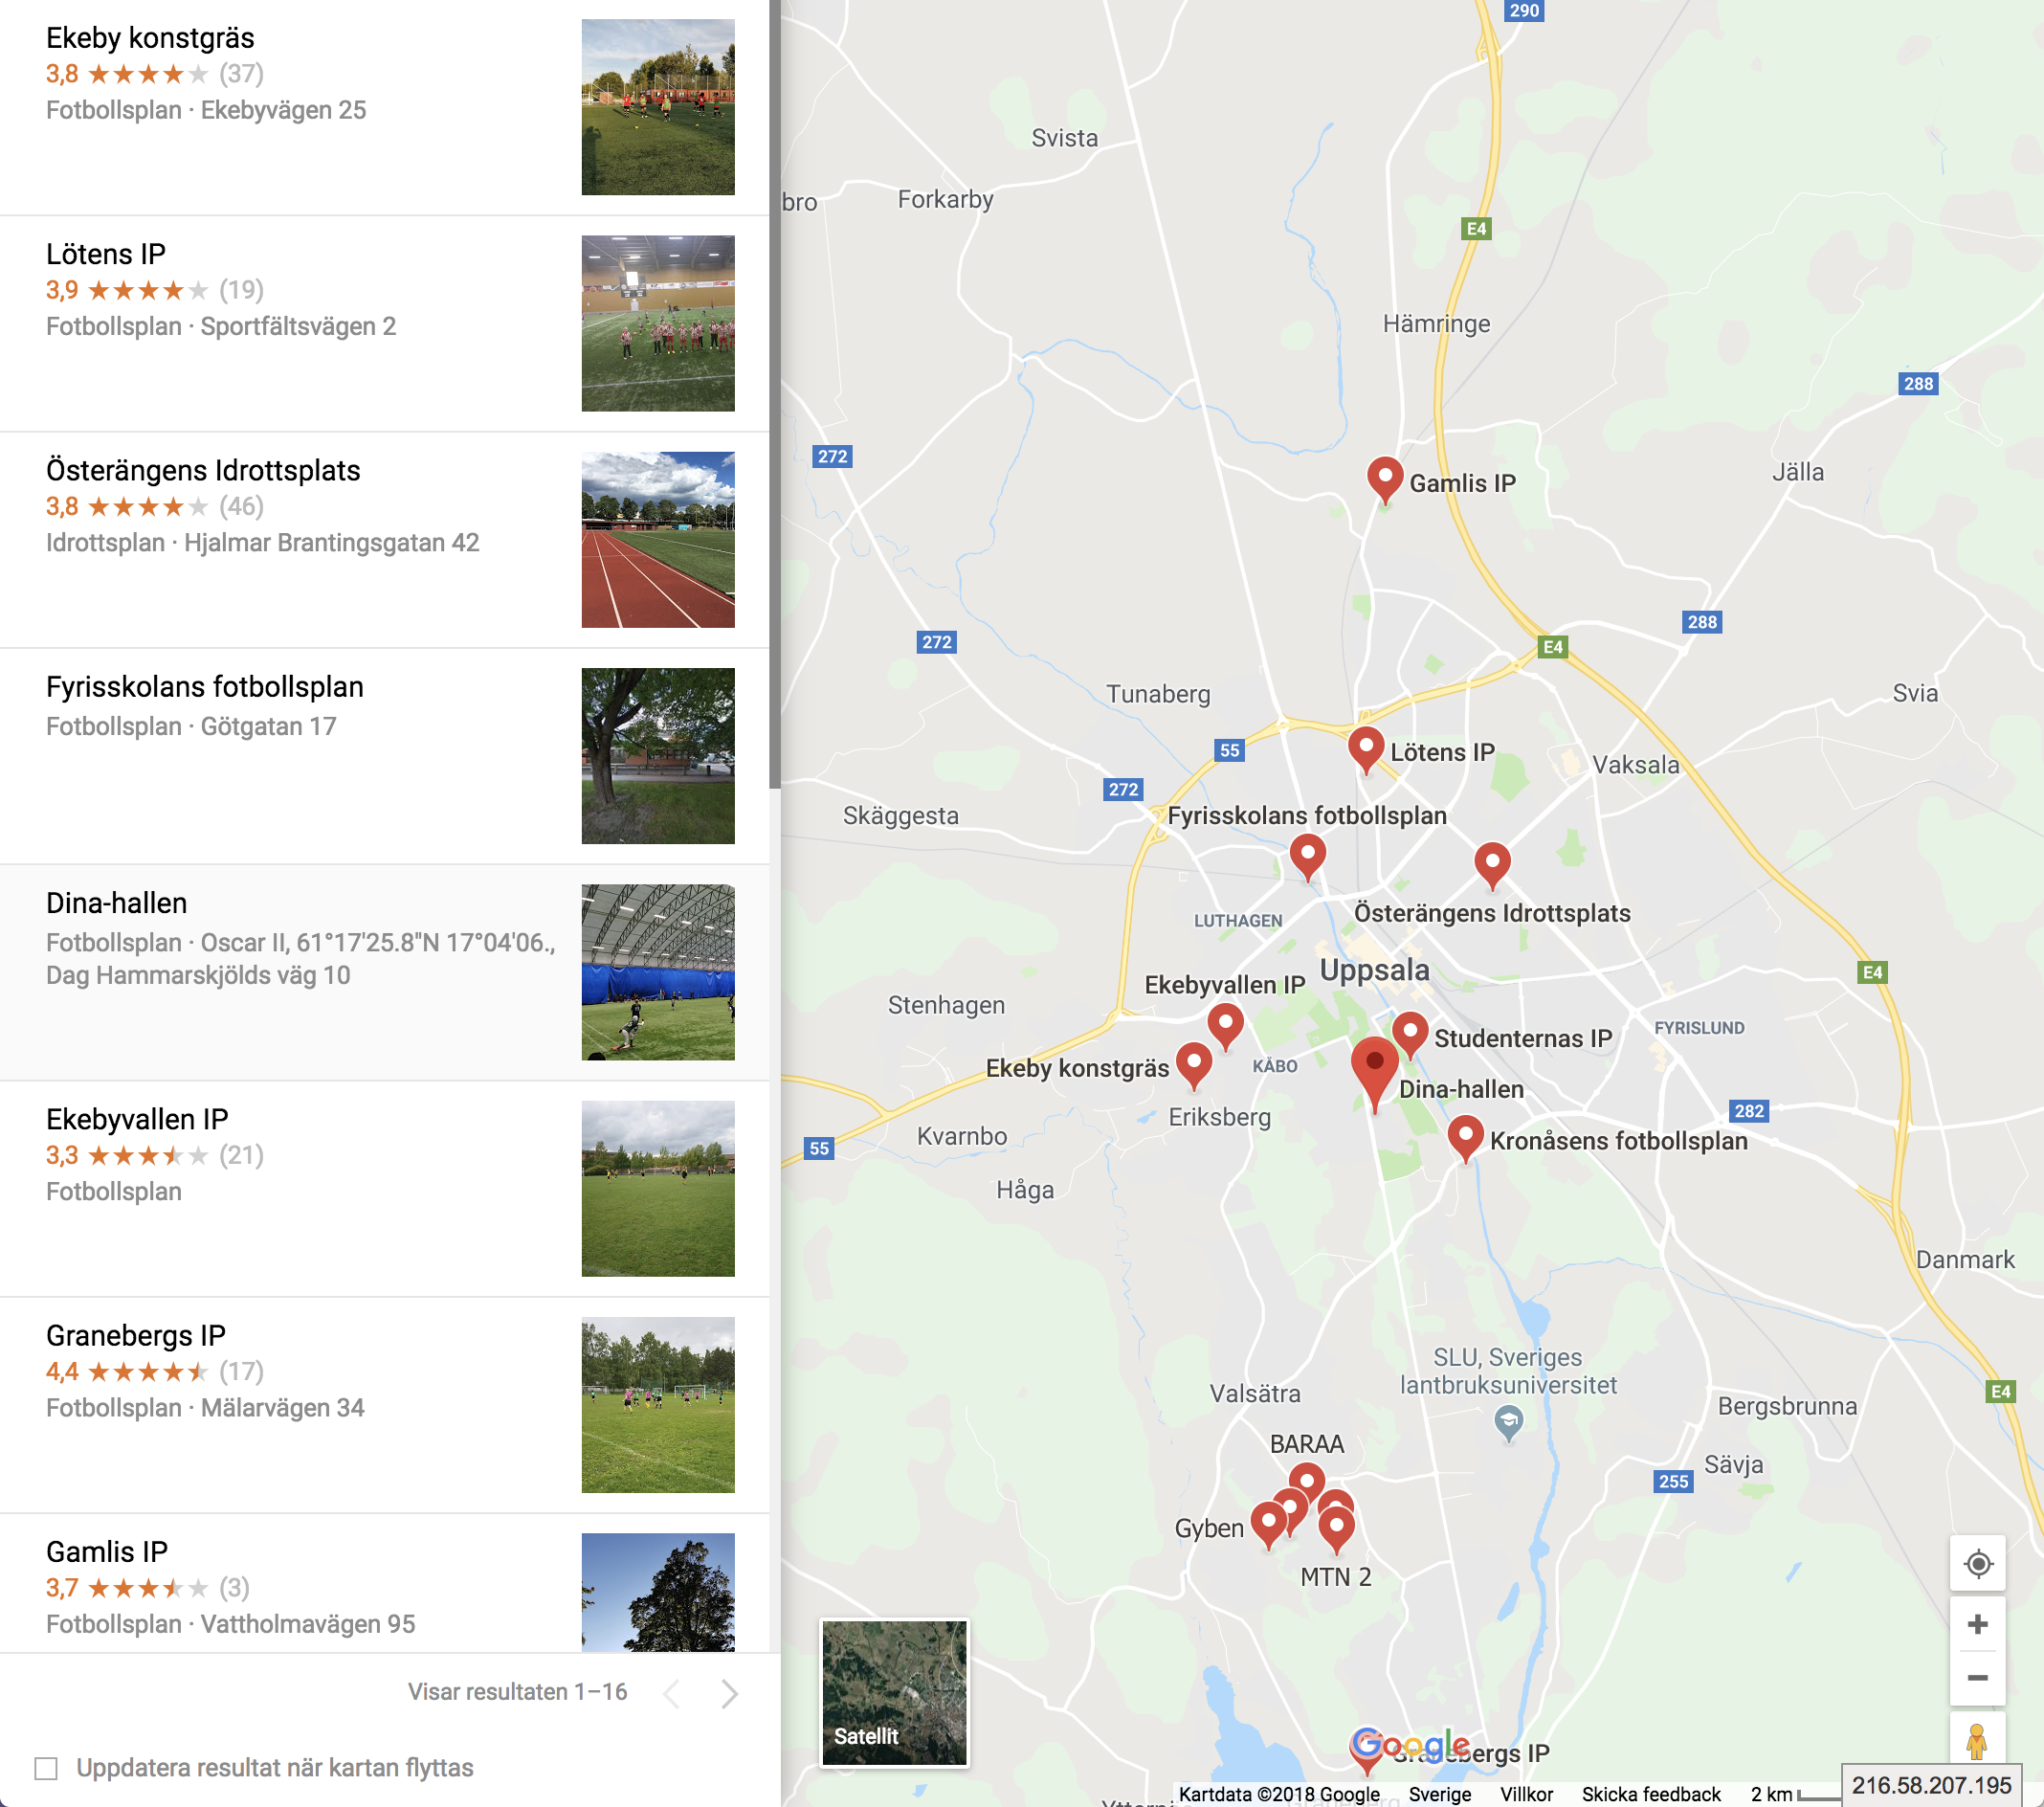 Ekeby konstgräs
3,8 (37)
Fotbollsplan · Ekebyvägen 25
Lötens IP
3,9 (19)
Fotbollsplan · Sportfältsvägen 2
Österängens Idrottsplats
3,8 (46)
Idrottsplan · Hjalmar Brantingsgatan 42
Fyrisskolans fotbollsplan
Fotbollsplan · Götgatan 17
Dina-hallen
Fotbollsplan · Oscar II, 61°17'25.8"N 17°04'06.,
Dag Hammarskjölds väg 10
Ekebyvallen IP
3,3 (21)
Fotbollsplan
Granebergs IP
4,4 (17)
Fotbollsplan · Mälarvägen 34
Gamlis IP
3,7 (3)
Fotbollsplan · Vattholmavägen 95
Visar resultaten 1–16
Uppdatera resultat när kartan flyttas
290
Svista
bro
Forkarby
E4
Hämringe
288
272
Jälla
Gamlis IP
288
272
E4
Tunaberg
Svia
55
Lötens IP
Vaksala
272
Skäggesta
Fyrisskolans fotbollsplan
LUTHAGEN
Österängens Idrottsplats
Uppsala
E4
Ekebyvallen IP
Stenhagen
FYRISLUND
Studenternas IP
Ekeby konstgräs
KÅBO
Dina-hallen
Eriksberg
282
Kvarnbo
55
Kronåsens fotbollsplan
Håga
Danmark
SLU, Sveriges
lantbruksuniversitet
Valsätra
E4
Bergsbrunna
BARAA
Sävja
255
Gyben
MTN 2
Satellit
Google
Granebergs IP
Kartdata ©2018 Google Sverige Villkor Skicka feedback 2 km
216.58.207.195